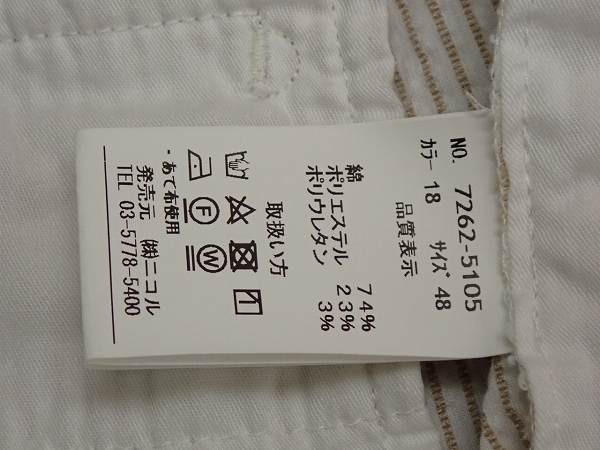 NO. 7262-5105
カラー 18 サイズ 48
品質表示
綿 74%
ポリエステル 23%
ポリウレタン 3%
取扱い方
F
W
・あて布使用
発売元 ㈱ニコル
TEL 03-5778-5400